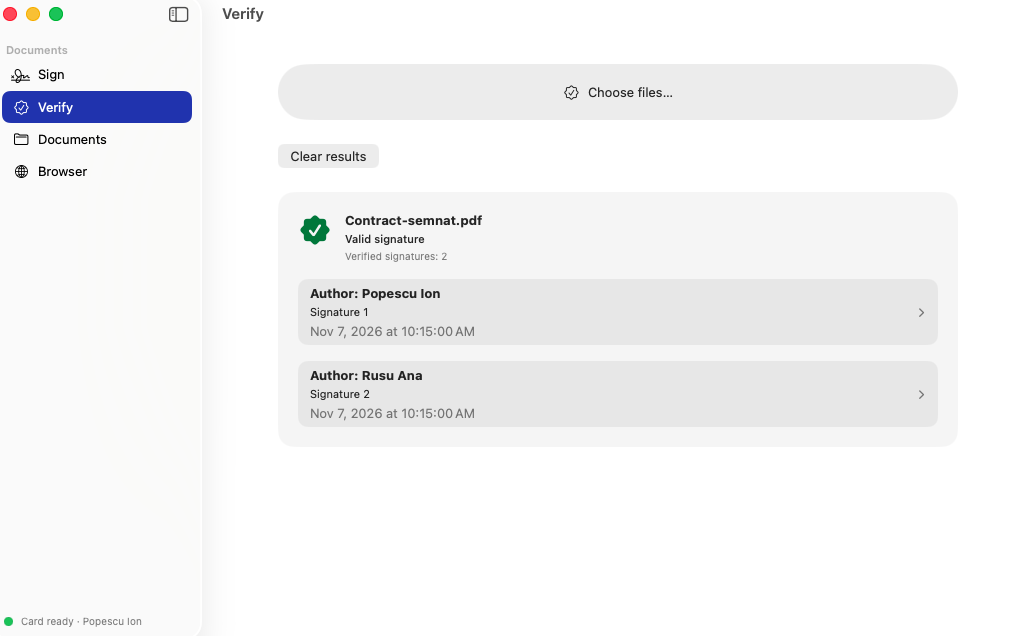 Verify
Documents
Sign
Verify
Documents
Browser
Choose files...
Clear results
Contract-semnat.pdf
Valid signature
Verified signatures: 2
Author: Popescu Ion
Signature 1
Nov 7, 2026 at 10:15:00 AM
Author: Rusu Ana
Signature 2
Nov 7, 2026 at 10:15:00 AM
Card ready · Popescu Ion